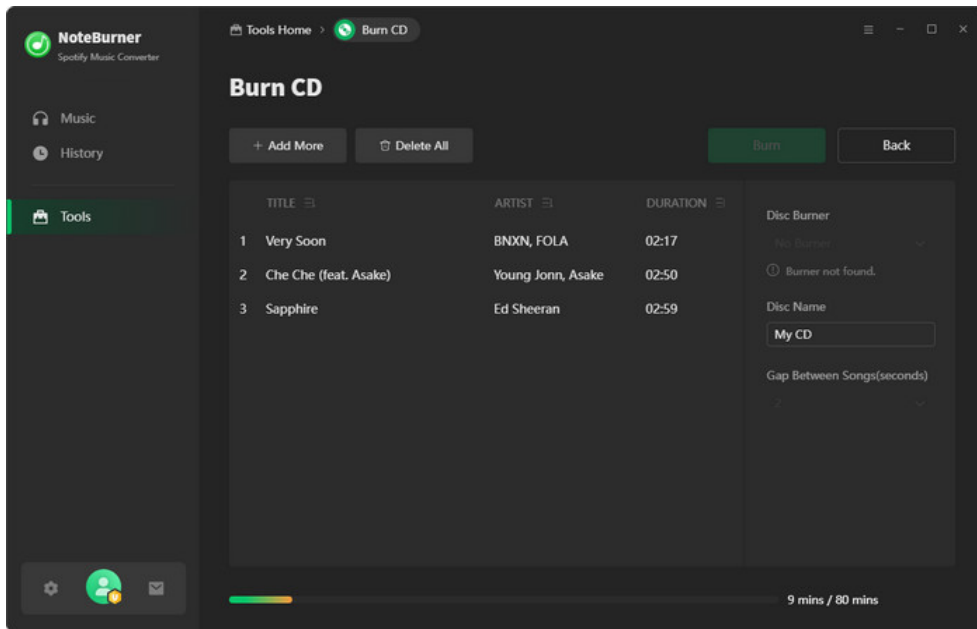 NoteBurner
Spotify Music Converter
Music
History
Tools
Tools Home > Burn CD
Burn CD
+ Add More
Delete All
Burn
Back
TITLE ARTIST DURATION
1 Very Soon BNXN, FOLA 02:17
2 Che Che (feat. Asake) Young Jonn, Asake 02:50
3 Sapphire Ed Sheeran 02:59
Disc Burner
No Burner
Burner not found.
Disc Name
My CD
Gap Between Songs(seconds)
2
9 mins / 80 mins